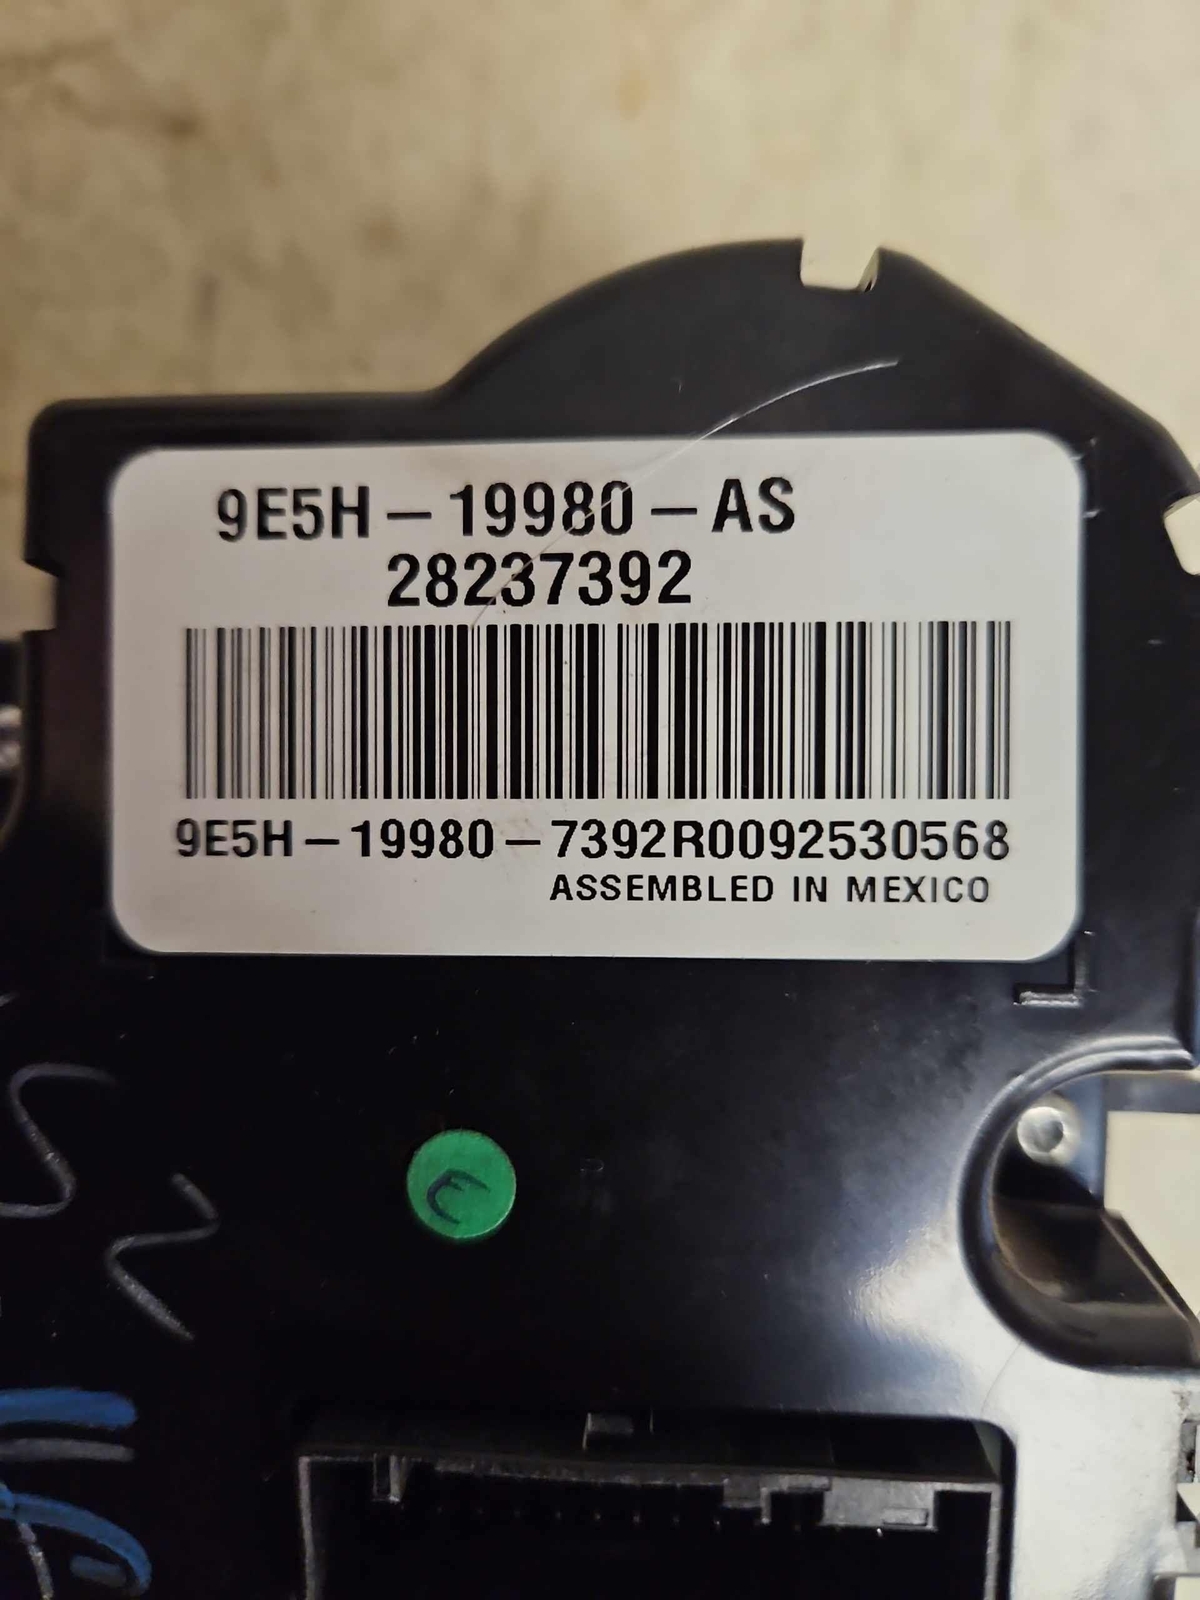 9E5H-19980-AS
28237392
9E5H-19980-7392R0092530568
ASSEMBLED IN MEXICO